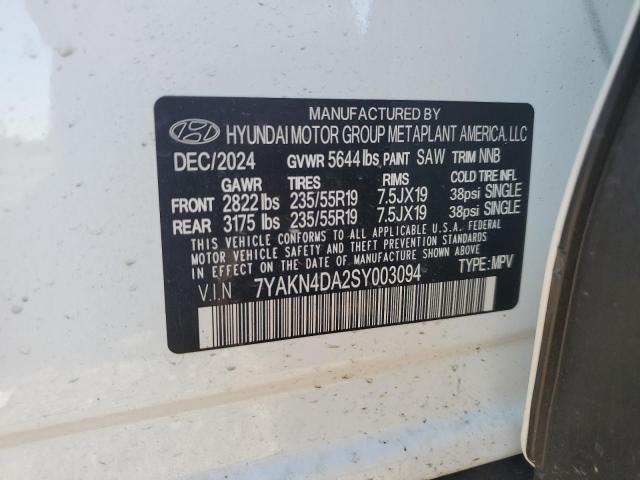 MANUFACTURED BY
HYUNDAI MOTOR GROUP METAPLANT AMERICA, LLC
DEC/2024 GVWR 5644 lbs, PAINT SAW TRIM NNB
GAWR TIRES RIMS COLD TIRE INFL
FRONT 2822 lbs 235/55R19 7.5JX19 38psi SINGLE
REAR 3175 lbs 235/55R19 7.5JX19 38psi SINGLE
THIS VEHICLE CONFORMS TO ALL APPLICABLE U.S.A. FEDERAL
MOTOR VEHICLE SAFETY, BUMPER, AND THEFT PREVENTION
STANDARDS IN EFFECT ON THE DATE OF MANUFACTURE SHOWN ABOVE.
V.I.N 7YAKN4DA2SY003094 TYPE: MPV